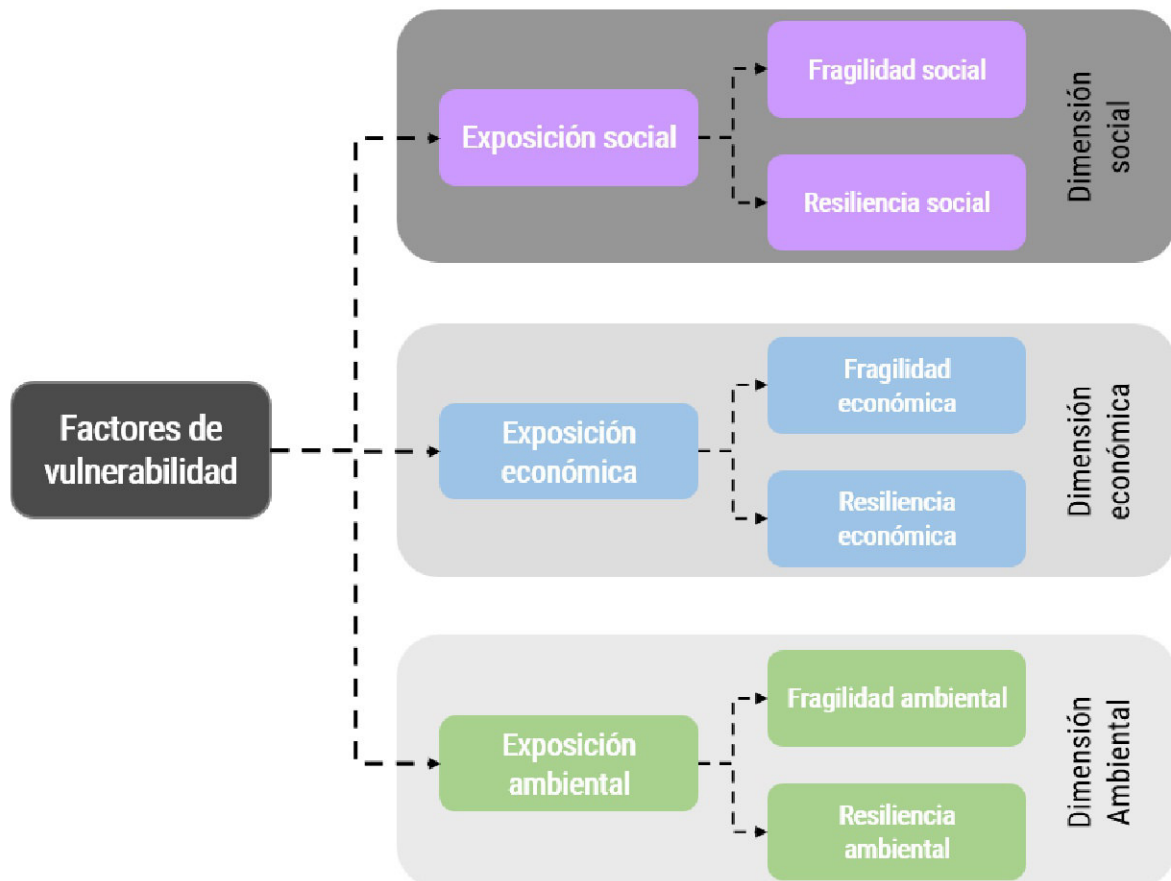 Fragilidad social
Exposición social
Resiliencia social
Dimensión
social
Factores de
vulnerabilidad
Fragilidad
económica
Exposición
económica
Resiliencia
económica
Dimensión
económica
Fragilidad ambiental
Exposición
ambiental
Resiliencia
ambiental
Dimensión
Ambiental